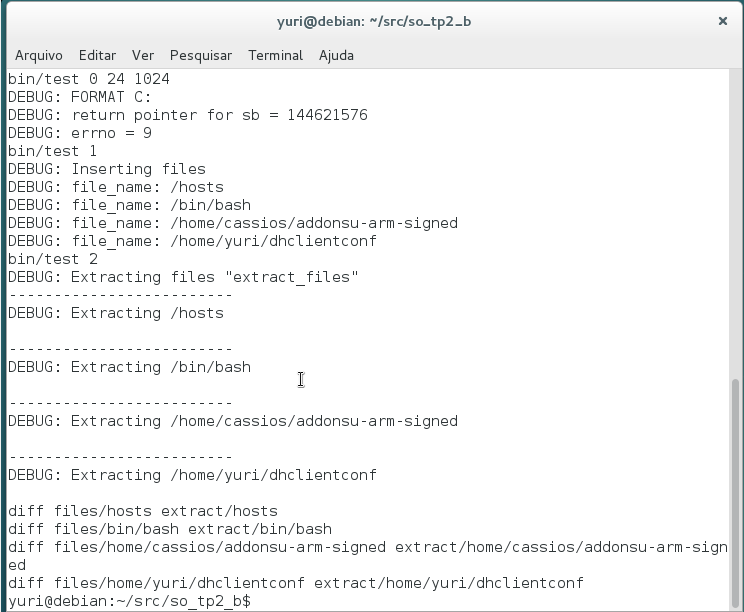 yuri@debian: ~/src/so_tp2_b
Arquivo Editar Ver Pesquisar Terminal Ajuda
bin/test 0 24 1024
DEBUG: FORMAT C:
DEBUG: return pointer for sb = 144621576
DEBUG: errno = 9
bin/test 1
DEBUG: Inserting files
DEBUG: file_name: /hosts
DEBUG: file_name: /bin/bash
DEBUG: file_name: /home/cassios/addonsu-arm-signed
DEBUG: file_name: /home/yuri/dhclientconf
bin/test 2
DEBUG: Extracting files "extract_files"
-------------------------
DEBUG: Extracting /hosts
-------------------------
DEBUG: Extracting /bin/bash
-------------------------
DEBUG: Extracting /home/cassios/addonsu-arm-signed
-------------------------
DEBUG: Extracting /home/yuri/dhclientconf
diff files/hosts extract/hosts
diff files/bin/bash extract/bin/bash
diff files/home/cassios/addonsu-arm-signed extract/home/cassios/addonsu-arm-sign
ed
diff files/home/yuri/dhclientconf extract/home/yuri/dhclientconf
yuri@debian:~/src/so_tp2_b$